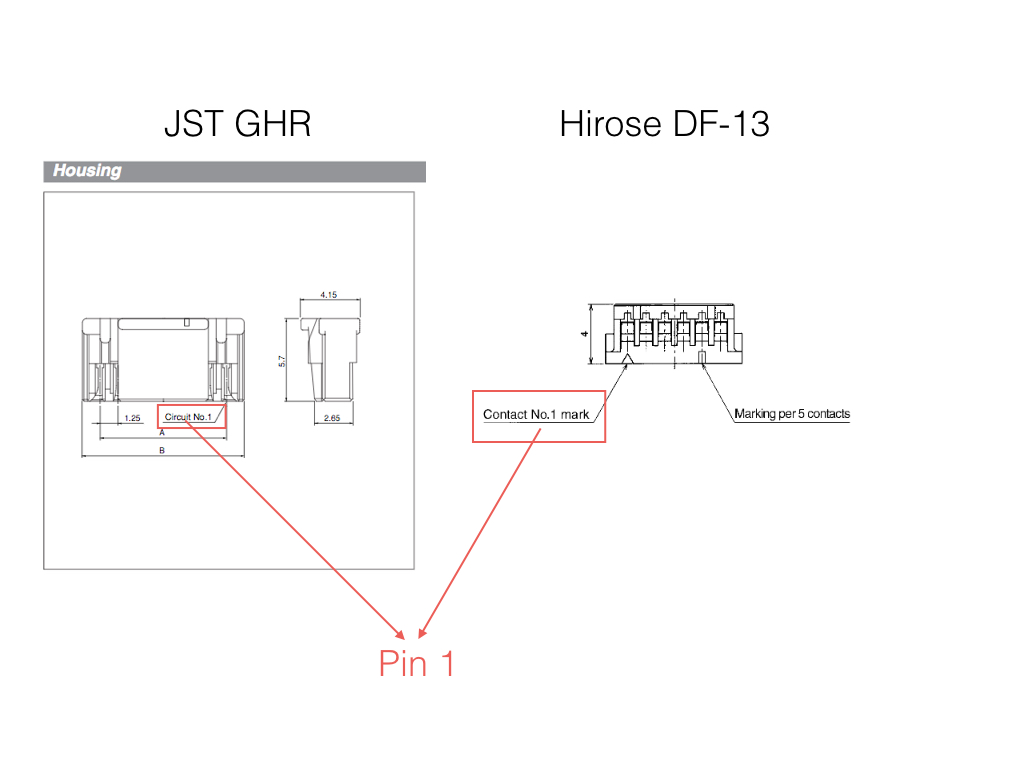 JST GHR
Hirose DF-13
Housing
4.15
5.7
1.25
Circuit No.1
2.65
A
B
4
Contact No.1 mark
Marking per 5 contacts
Pin 1